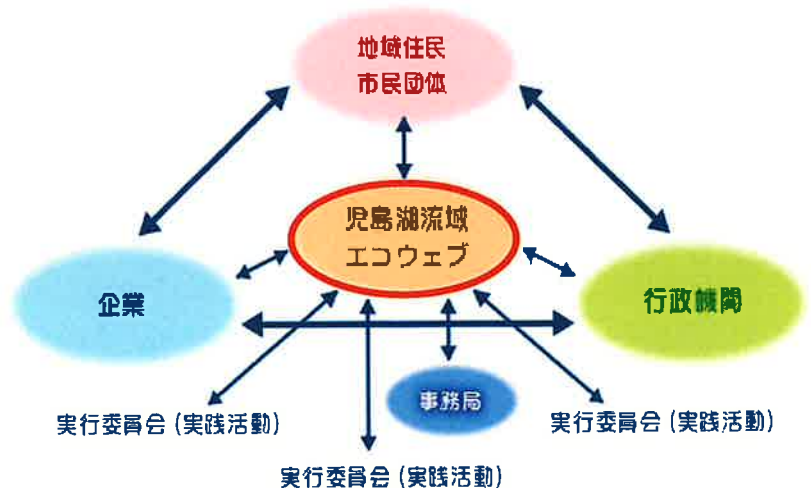 地域住民
市民団体
児島湖流域
エコウェブ
企業
行政機関
事務局
実行委員会（実践活動）
実行委員会（実践活動）
実行委員会（実践活動）